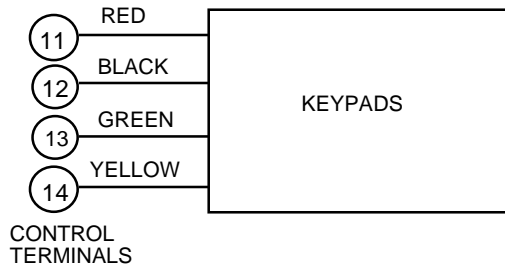 11 RED
12 BLACK
KEYPADS
13 GREEN
14 YELLOW
CONTROL
TERMINALS